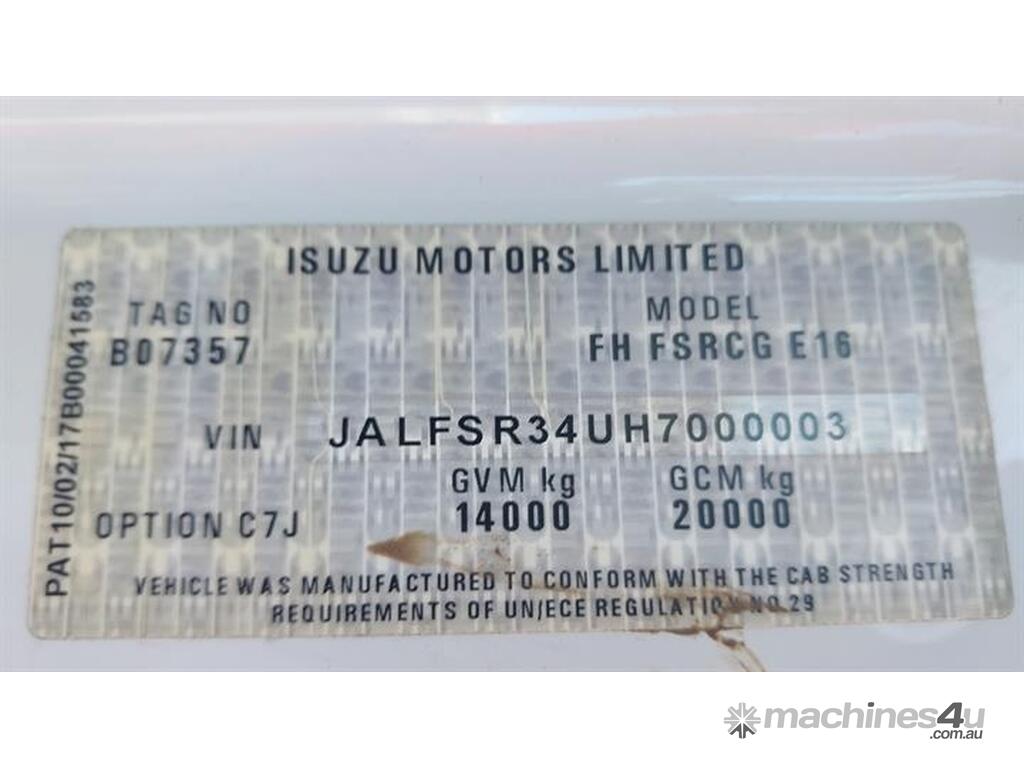 ISUZU MOTORS LIMITED
TAG NO
MODEL
B07357
FH FSRCG E16
VIN JALFSR34UH7000003
GVM kg
GCM kg
OPTION C7J
14000
20000
VEHICLE WAS MANUFACTURED TO CONFORM WITH THE CAB STRENGTH
REQUIREMENTS OF UN/ECE REGULATION NO.29
PAT10/02/17B00041583
machines4u
.com.au